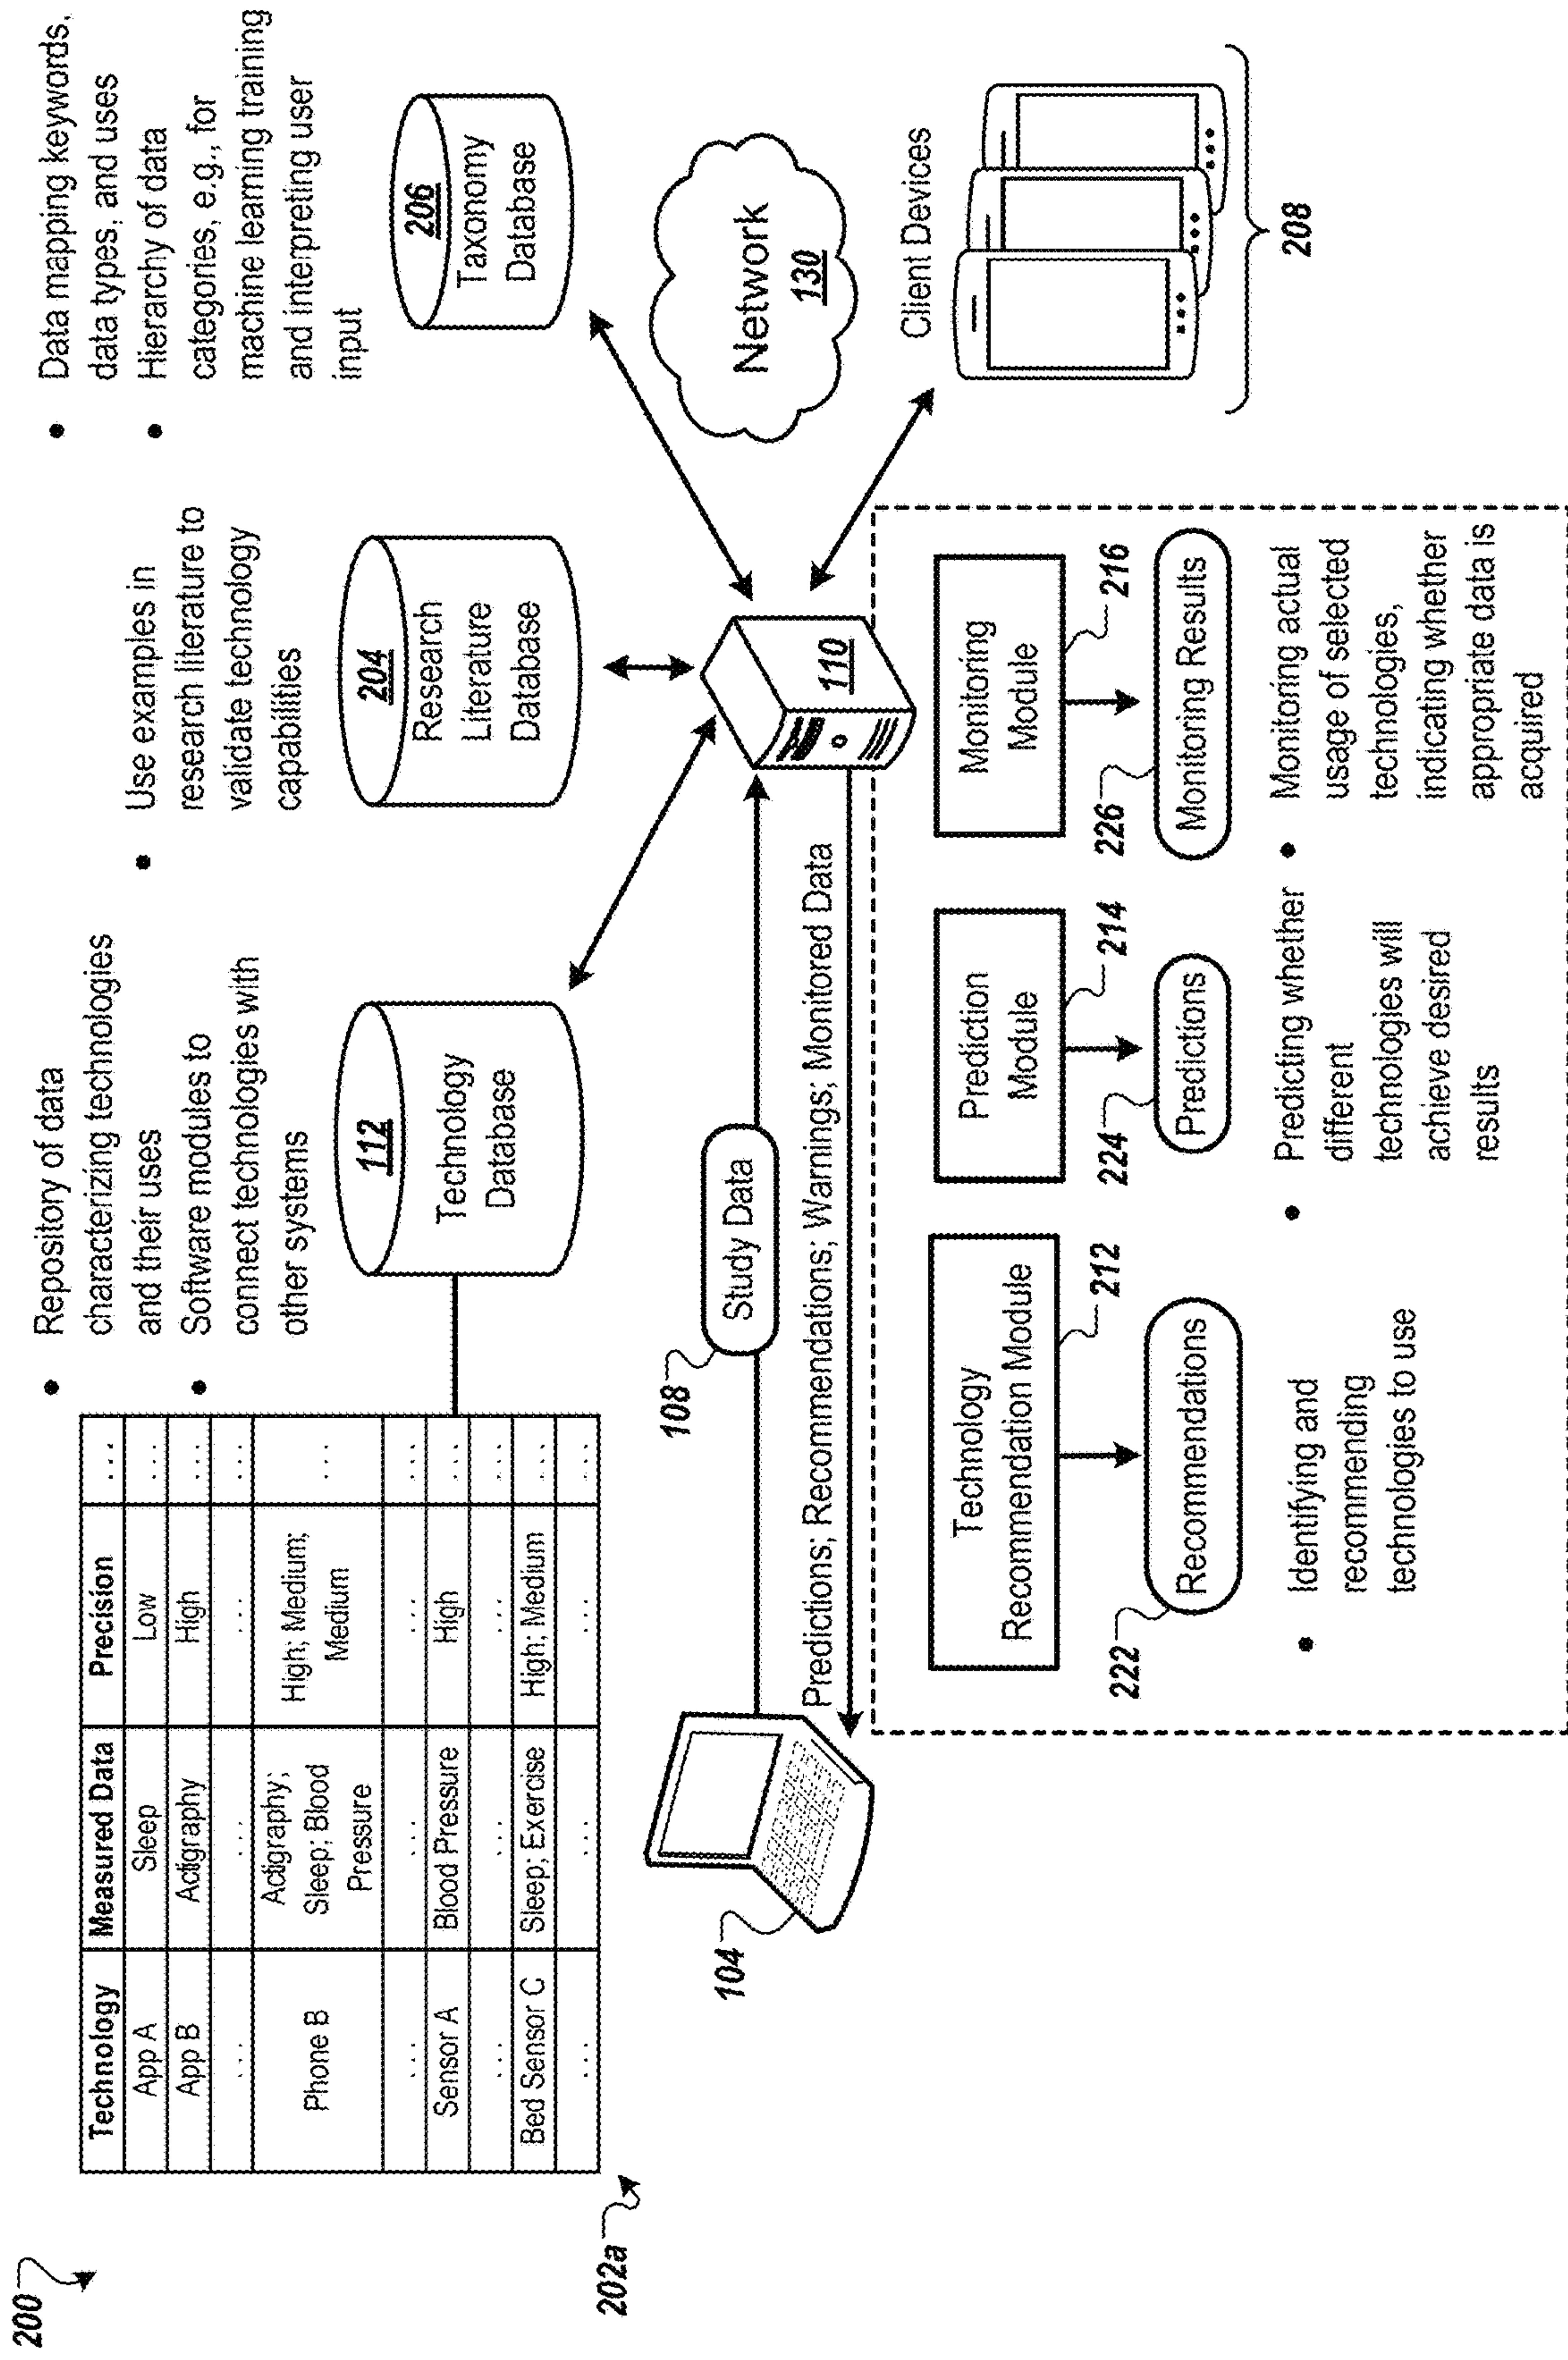 200
Technology Measured Data Precision ...
App A Sleep Low ...
App B Actigraphy High ...
... ... ... ...
Phone B Actigraphy; High; Medium; ...
Sleep; Blood Medium
Pressure
... ... ... ...
Sensor A Blood Pressure High ...
... ... ... ...
Bed Sensor C Sleep; Exercise High; Medium ...
... ... ... ...
202a
• Repository of data
characterizing technologies
and their uses
• Software modules to
connect technologies with
other systems
112
Technology
Database
• Use examples in
research literature to
validate technology
capabilities
204
Research
Literature
Database
• Data mapping keywords,
data types, and uses
• Hierarchy of data
categories, e.g., for
machine learning training
and interpreting user
input
206
Taxonomy
Database
104
108
Study Data
Predictions; Recommendations; Warnings; Monitored Data
110
Network
130
Client Devices
208
Technology
Recommendation Module
212
222
Recommendations
• Identifying and
recommending
technologies to use
Prediction
Module
214
224
Predictions
• Predicting whether
different
technologies will
achieve desired
results
Monitoring
Module
216
226
Monitoring Results
• Monitoring actual
usage of selected
technologies,
indicating whether
appropriate data is
acquired